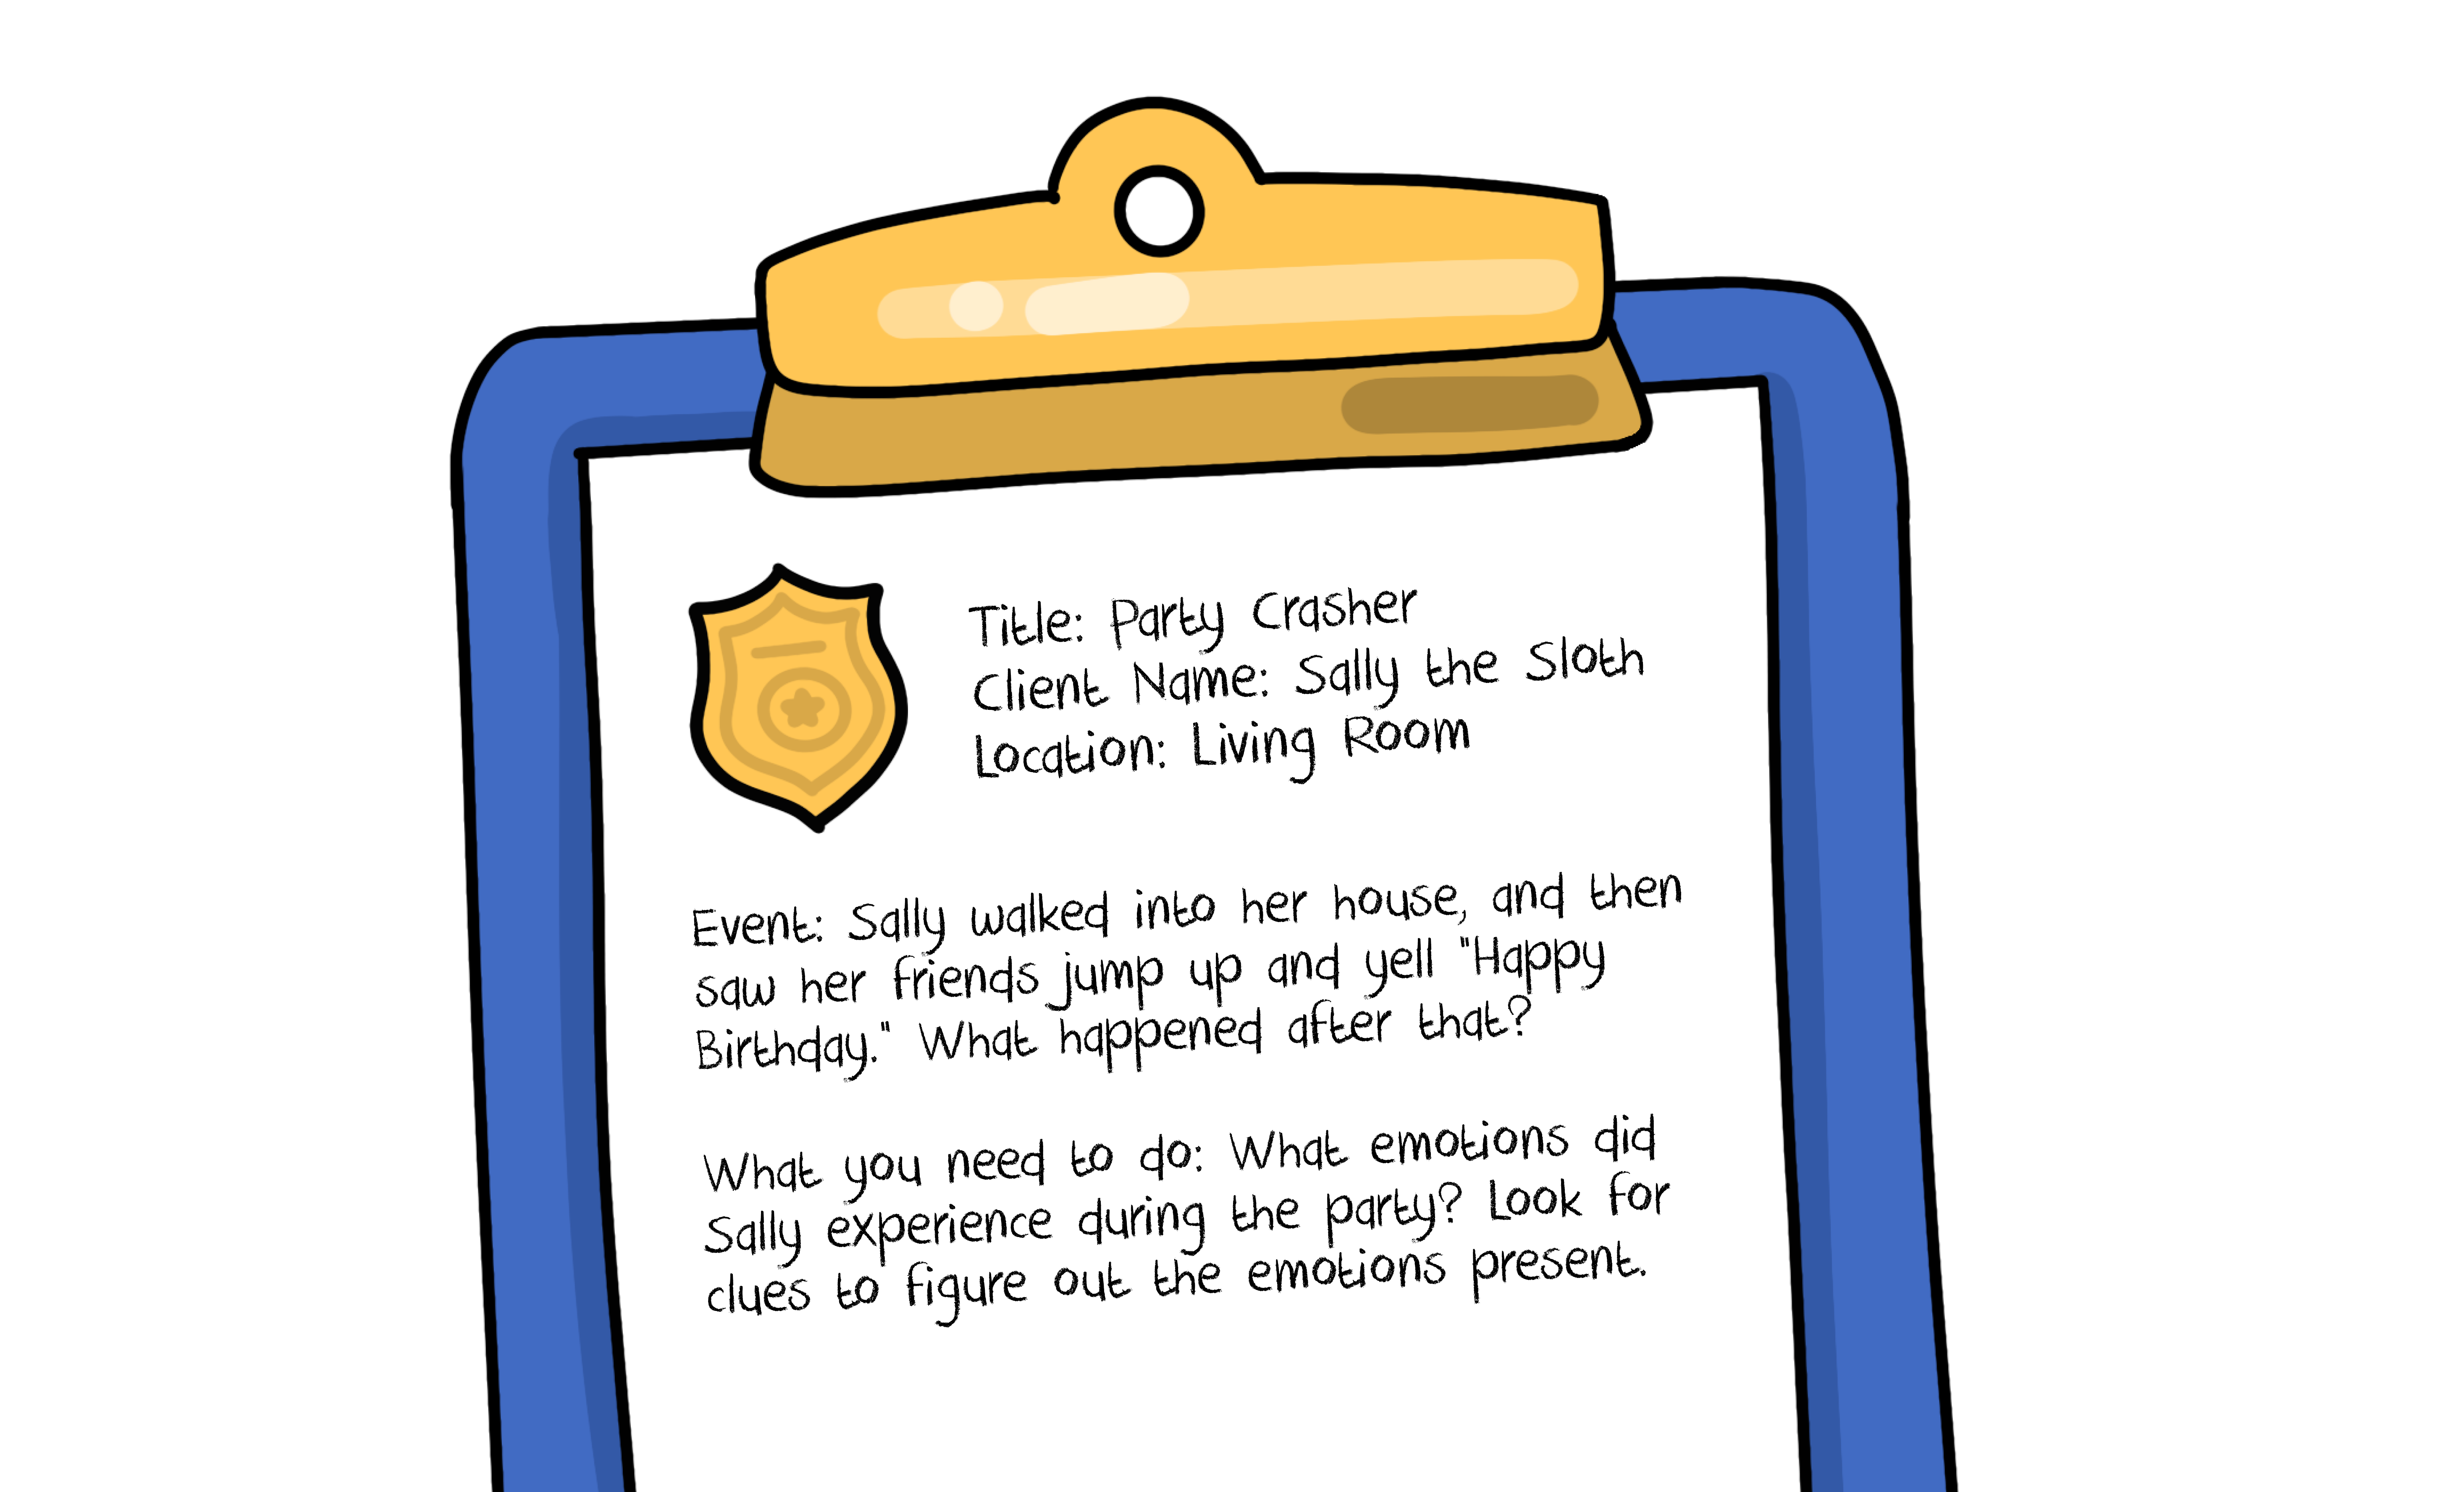 Title: Party Crasher
Client Name: Sally the Sloth
Location: Living Room
Event: Sally walked into her house, and then
saw her friends jump up and yell "Happy
Birthday." What happened after that?
What you need to do: What emotions did
Sally experience during the party? Look for
clues to figure out the emotions present.